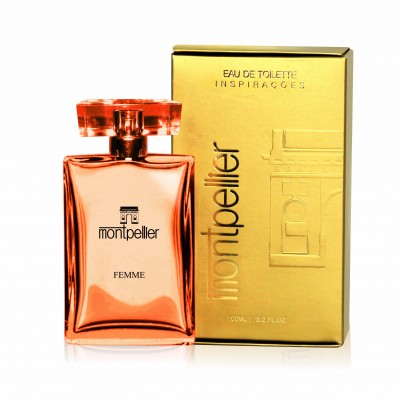 EAU DE TOILETTE
INSPIRAÇÕES
montpellier
100ML | 3.2 FL.OZ
montpellier
FEMME